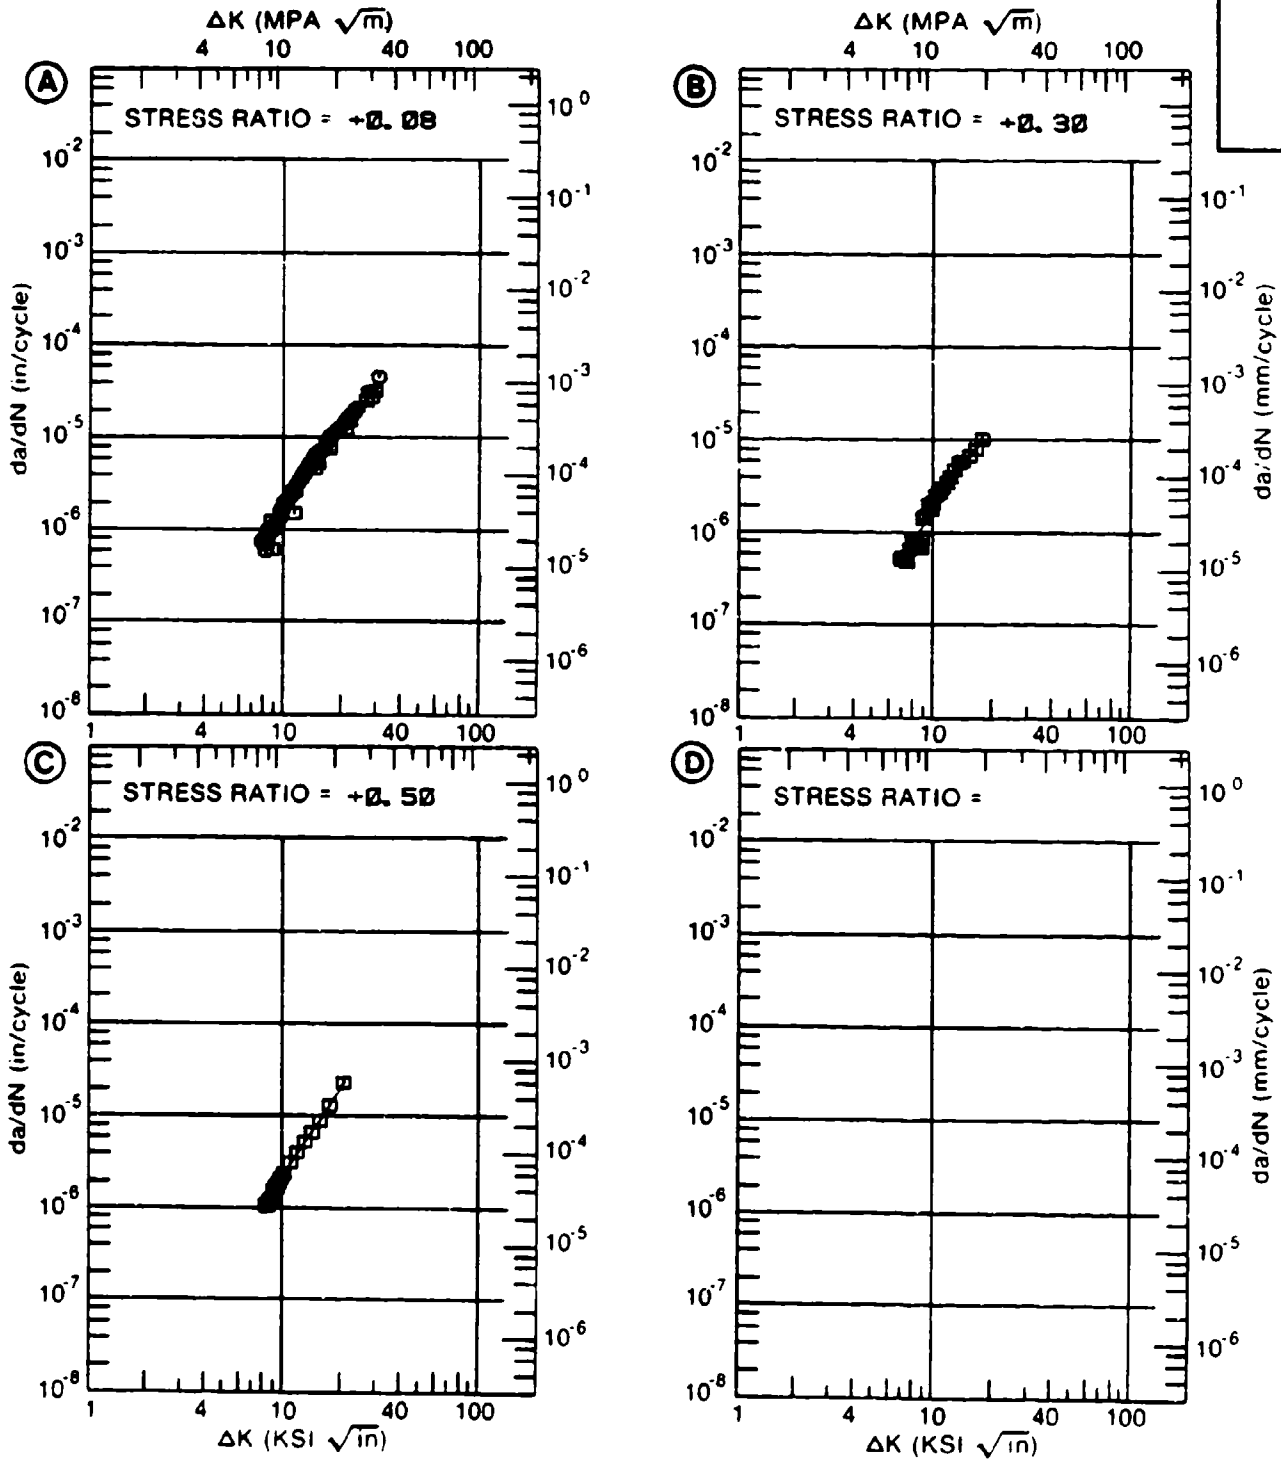 ΔK (MPA √m) ΔK (MPA √m)
4 10 40 100 4 10 40 100
A B
STRESS RATIO = +0.08 STRESS RATIO = +0.30
10⁻² 10⁻³ 10⁻⁴ 10⁻⁵ 10⁻⁶ 10⁻⁷ 10⁻⁸
da/dN (in/cycle)
10⁰ 10⁻¹ 10⁻² 10⁻³ 10⁻⁴ 10⁻⁵ 10⁻⁶
10⁻² 10⁻³ 10⁻⁴ 10⁻⁵ 10⁻⁶ 10⁻⁷ 10⁻⁸
10⁻¹ 10⁻² 10⁻³ 10⁻⁴ 10⁻⁵ 10⁻⁶
da/dN (mm/cycle)
1 4 10 40 100 1 4 10 40 100
C D
STRESS RATIO = +0.50 STRESS RATIO =
10⁻² 10⁻³ 10⁻⁴ 10⁻⁵ 10⁻⁶ 10⁻⁷ 10⁻⁸
da/dN (in/cycle)
10⁰ 10⁻¹ 10⁻² 10⁻³ 10⁻⁴ 10⁻⁵ 10⁻⁶
10⁻² 10⁻³ 10⁻⁴ 10⁻⁵ 10⁻⁶ 10⁻⁷ 10⁻⁸
10⁰ 10⁻¹ 10⁻² 10⁻³ 10⁻⁴ 10⁻⁵ 10⁻⁶
da/dN (mm/cycle)
1 4 10 40 100 1 4 10 40 100
ΔK (KSI √in) ΔK (KSI √in)